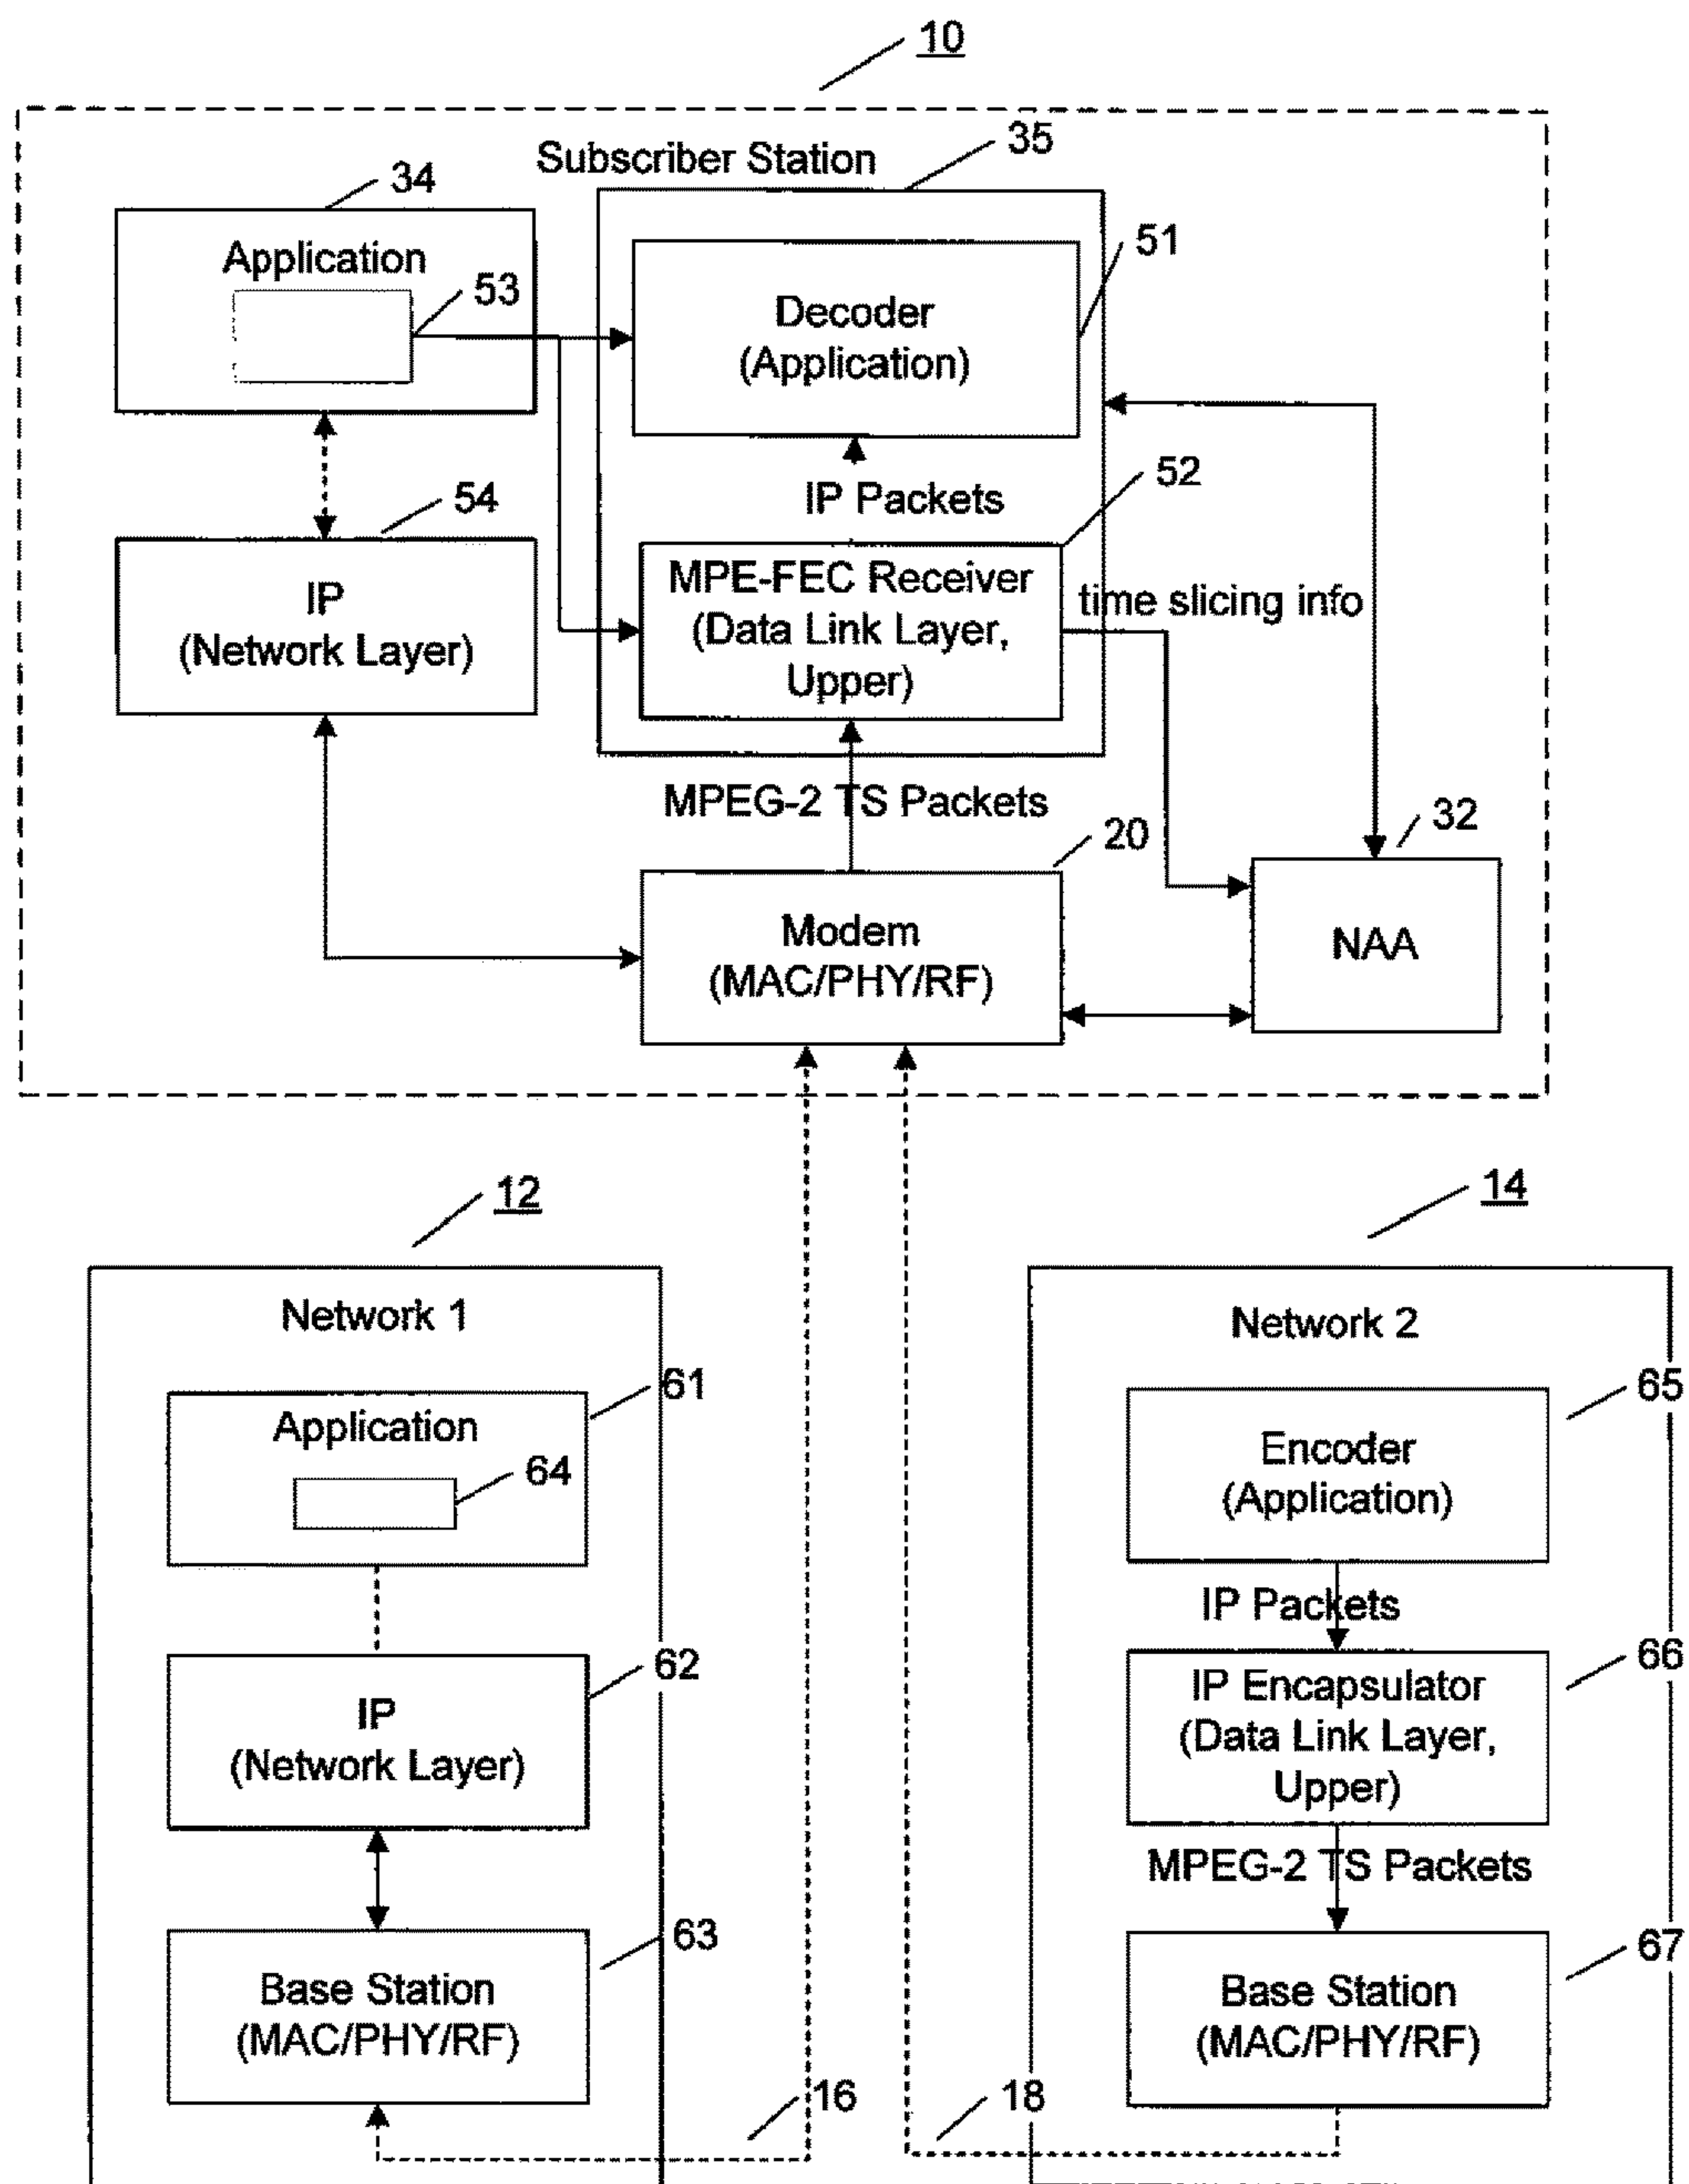 10
Subscriber Station
35
34
Application
53
51
Decoder
(Application)
IP Packets
54
52
IP
(Network Layer)
MPE-FEC Receiver
(Data Link Layer,
Upper)
time slicing info
MPEG-2 TS Packets
20
32
Modem
(MAC/PHY/RF)
NAA
12
14
Network 1
Network 2
61
Application
64
65
Encoder
(Application)
IP Packets
62
IP
(Network Layer)
66
IP Encapsulator
(Data Link Layer,
Upper)
MPEG-2 TS Packets
63
Base Station
(MAC/PHY/RF)
67
Base Station
(MAC/PHY/RF)
16
18